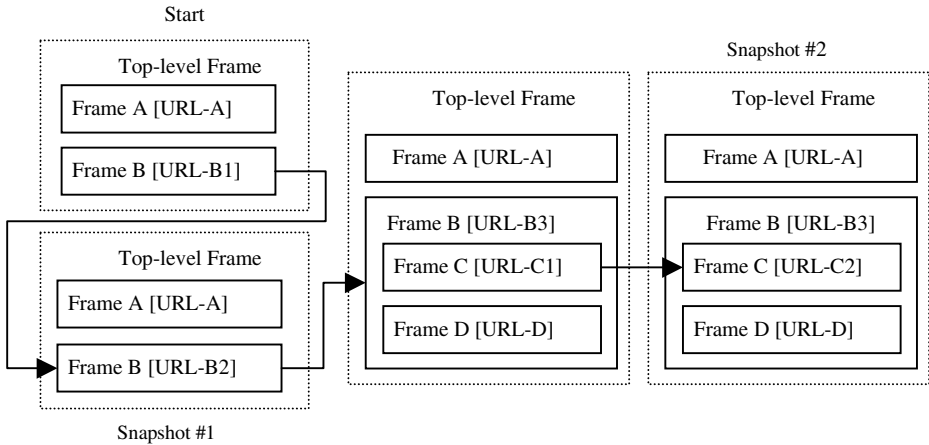 Start
Top-level Frame
Frame A [URL-A]
Frame B [URL-B1]
Top-level Frame
Frame A [URL-A]
Frame B [URL-B2]
Snapshot #1
Top-level Frame
Frame A [URL-A]
Frame B [URL-B3]
Frame C [URL-C1]
Frame D [URL-D]
Snapshot #2
Top-level Frame
Frame A [URL-A]
Frame B [URL-B3]
Frame C [URL-C2]
Frame D [URL-D]